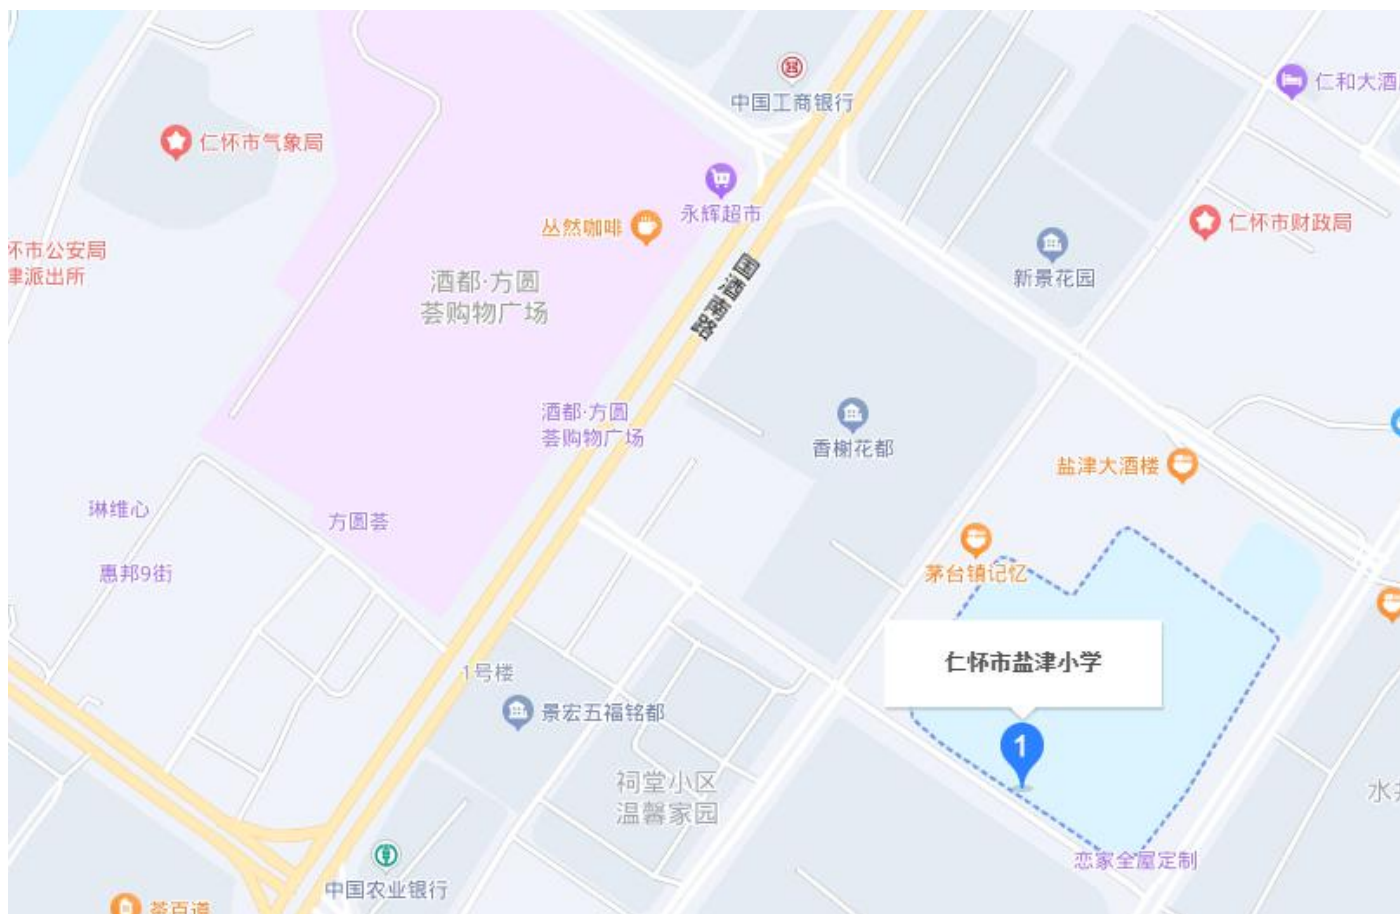 中国工商银行
仁和大酒
仁怀市气象局
永辉超市
丛然咖啡
仁怀市财政局
怀市公安局
津派出所
新景花园
酒都·方圆
荟购物广场
国酒南路
酒都·方圆
荟购物广场
香榭花都
盐津大酒楼
琳维心
方圆荟
惠邦9街
茅台镇记忆
仁怀市盐津小学
1号楼
景宏五福铭都
1
祠堂小区
温馨家园
恋家全屋定制
中国农业银行
茶百道